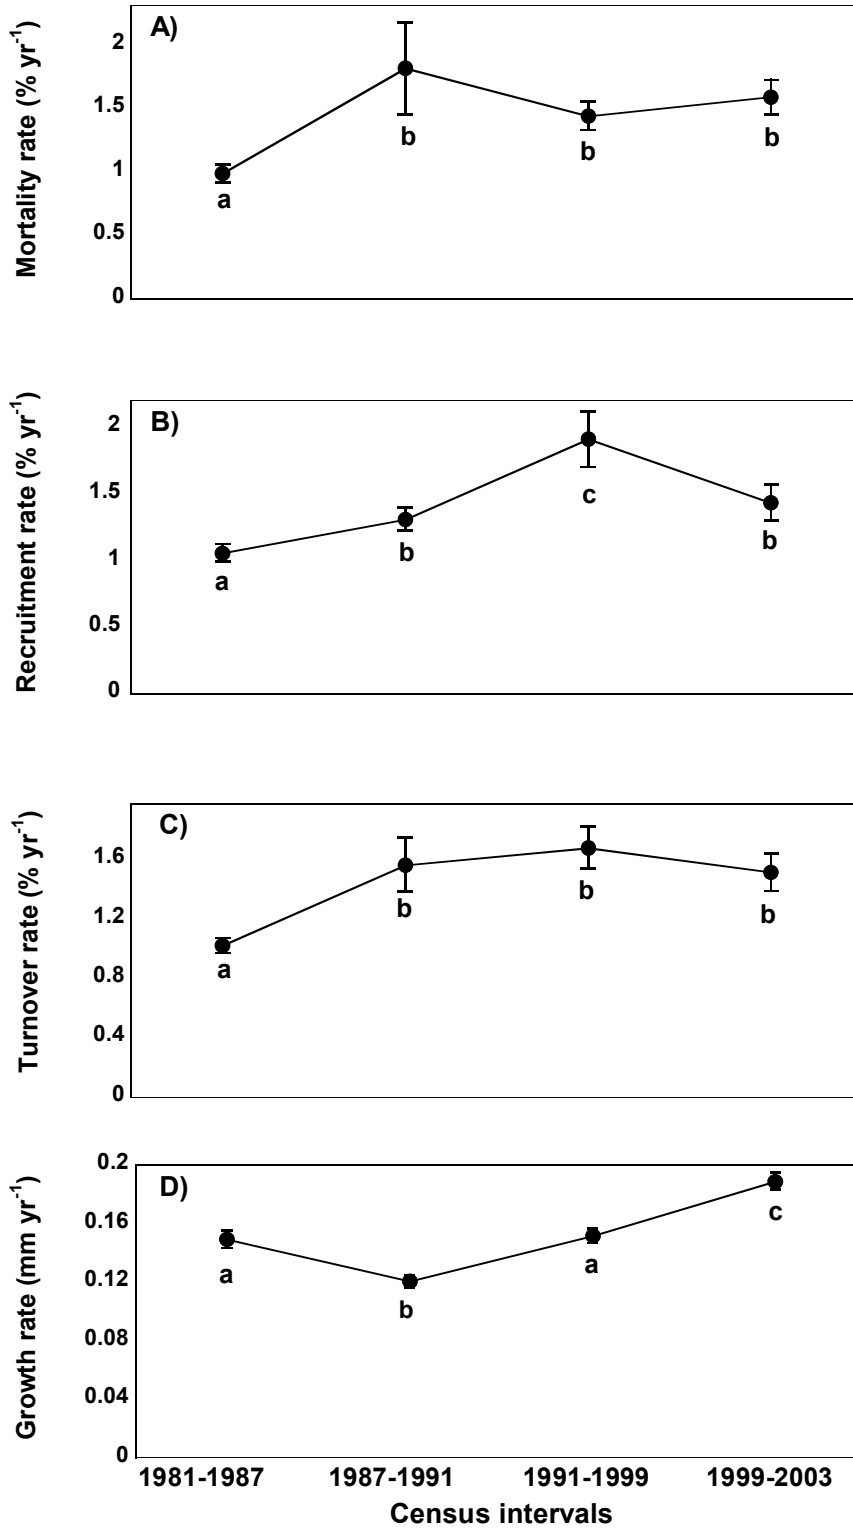 A)
Mortality rate (% yr⁻¹)
2
1.5
1
0.5
0
a
b
b
b
B)
Recruitment rate (% yr⁻¹)
2
1.5
1
0.5
0
a
b
c
b
C)
Turnover rate (% yr⁻¹)
1.6
1.2
0.8
0.4
0
a
b
b
b
D)
Growth rate (mm yr⁻¹)
0.2
0.16
0.12
0.08
0.04
0
a
b
a
c
1981-1987 1987-1991 1991-1999 1999-2003
Census intervals